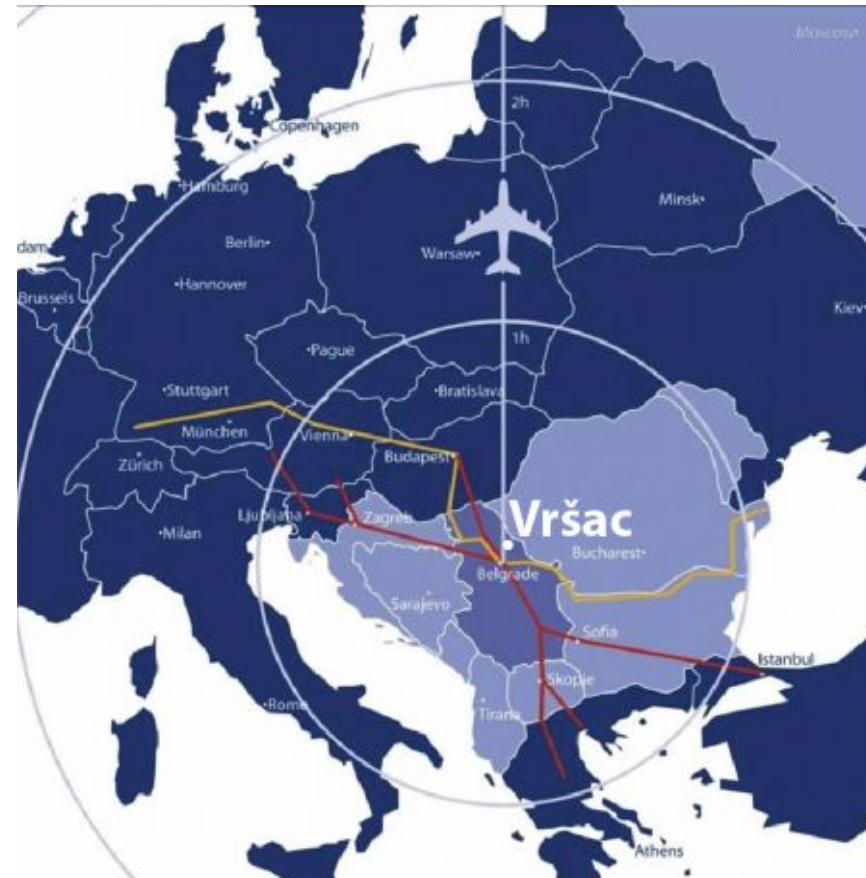 Moscow
2h
Copenhagen
Hamburg
Minsk
Berlin
dam
Warsaw
Hannover
Brussels
Kiev
1h
Pague
Stuttgart
Bratislava
München
Vienna
Budapest
Zürich
Ljubljana
Zagreb
Vršac
Milan
Bucharest
Belgrade
Sarajevo
Sofia
Istanbul
Skopje
Rome
Tirana
Athens